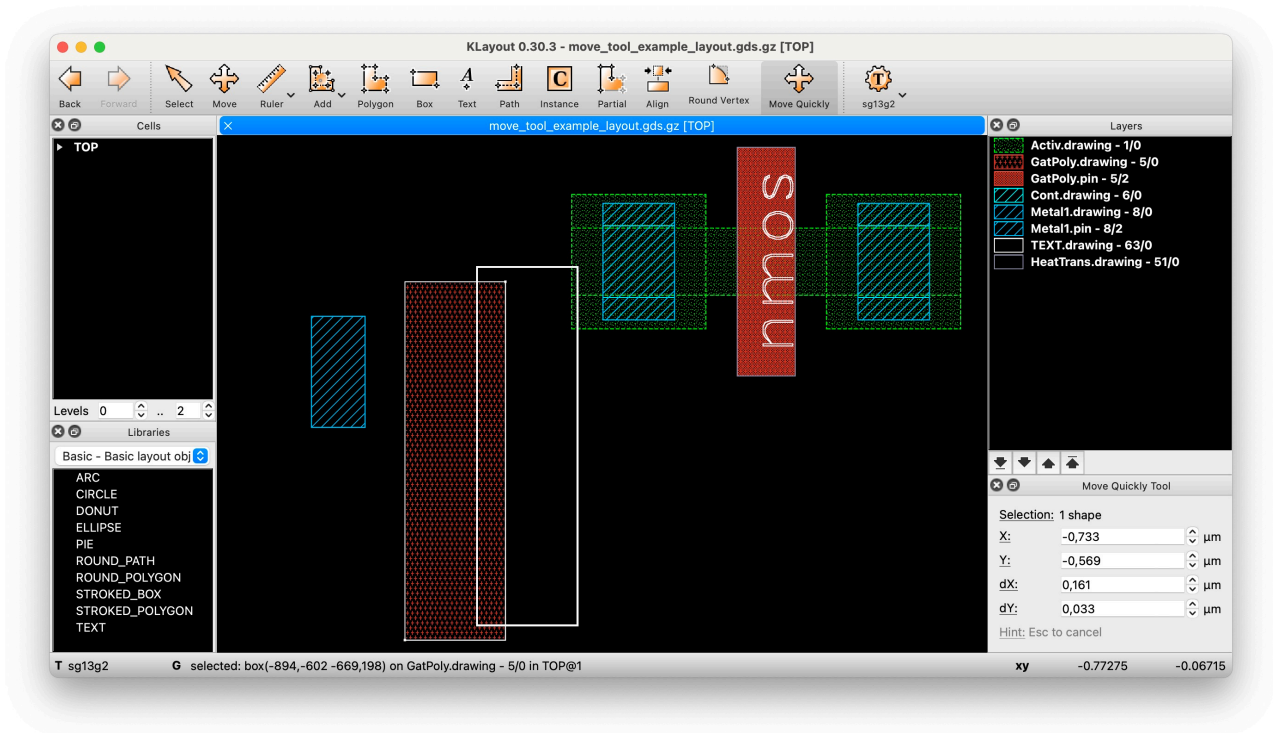 KLayout 0.30.3 - move_tool_example_layout.gds.gz [TOP]
Back Forward Select Move Ruler Add Polygon Box Text Path Instance Partial Align Round Vertex Move Quickly sg13g2
Cells
TOP
Levels 0 .. 2
Libraries
Basic - Basic layout obj
ARC
CIRCLE
DONUT
ELLIPSE
PIE
ROUND_PATH
ROUND_POLYGON
STROKED_BOX
STROKED_POLYGON
TEXT
move_tool_example_layout.gds.gz [TOP]
nmos
Layers
Activ.drawing - 1/0
GatPoly.drawing - 5/0
GatPoly.pin - 5/2
Cont.drawing - 6/0
Metal1.drawing - 8/0
Metal1.pin - 8/2
TEXT.drawing - 63/0
HeatTrans.drawing - 51/0
Move Quickly Tool
Selection: 1 shape
X: -0,733 µm
Y: -0,569 µm
dX: 0,161 µm
dY: 0,033 µm
Hint: Esc to cancel
T sg13g2 G selected: box(-894,-602 -669,198) on GatPoly.drawing - 5/0 in TOP@1 xy -0.77275 -0.06715